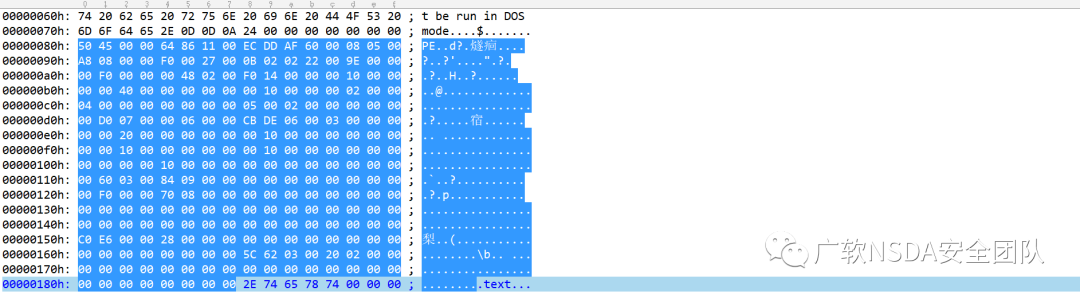 0 1 2 3 4 5 6 7 8 9 a b c d e f
00000060h: 74 20 62 65 20 72 75 6E 20 69 6E 20 44 4F 53 20 ; t be run in DOS
00000070h: 6D 6F 64 65 2E 0D 0D 0A 24 00 00 00 00 00 00 00 ; mode....$.......
00000080h: 50 45 00 00 64 86 11 00 EC DD AF 60 00 08 05 00 ; PE..d?.燧痌....
00000090h: A8 08 00 00 F0 00 27 00 0B 02 02 22 00 9E 00 00 ; ?..?'....".?.
000000a0h: 00 F0 00 00 00 48 02 00 F0 14 00 00 00 10 00 00 ; .?..H..?......
000000b0h: 00 00 40 00 00 00 00 00 00 10 00 00 00 02 00 00 ; ..@.............
000000c0h: 04 00 00 00 00 00 00 00 05 00 02 00 00 00 00 00 ; ................
000000d0h: 00 D0 07 00 00 06 00 00 CB DE 06 00 03 00 00 00 ; .?.....宿......
000000e0h: 00 00 20 00 00 00 00 00 00 10 00 00 00 00 00 00 ; .. .............
000000f0h: 00 00 10 00 00 00 00 00 00 10 00 00 00 00 00 00 ; ................
00000100h: 00 00 00 00 10 00 00 00 00 00 00 00 00 00 00 00 ; ................
00000110h: 00 60 03 00 84 09 00 00 00 00 00 00 00 00 00 00 ; .`..?..........
00000120h: 00 F0 00 00 70 08 00 00 00 00 00 00 00 00 00 00 ; .?.p...........
00000130h: 00 00 00 00 00 00 00 00 00 00 00 00 00 00 00 00 ; ................
00000140h: 00 00 00 00 00 00 00 00 00 00 00 00 00 00 00 00 ; ................
00000150h: C0 E6 00 00 28 00 00 00 00 00 00 00 00 00 00 00 ; 梨..(...........
00000160h: 00 00 00 00 00 00 00 00 5C 62 03 00 20 02 00 00 ; ........\b.. ...
00000170h: 00 00 00 00 00 00 00 00 00 00 00 00 00 00 00 00 ; ................
00000180h: 00 00 00 00 00 00 00 00 2E 74 65 78 74 00 00 00 ; .........text...
广软NSDA安全团队